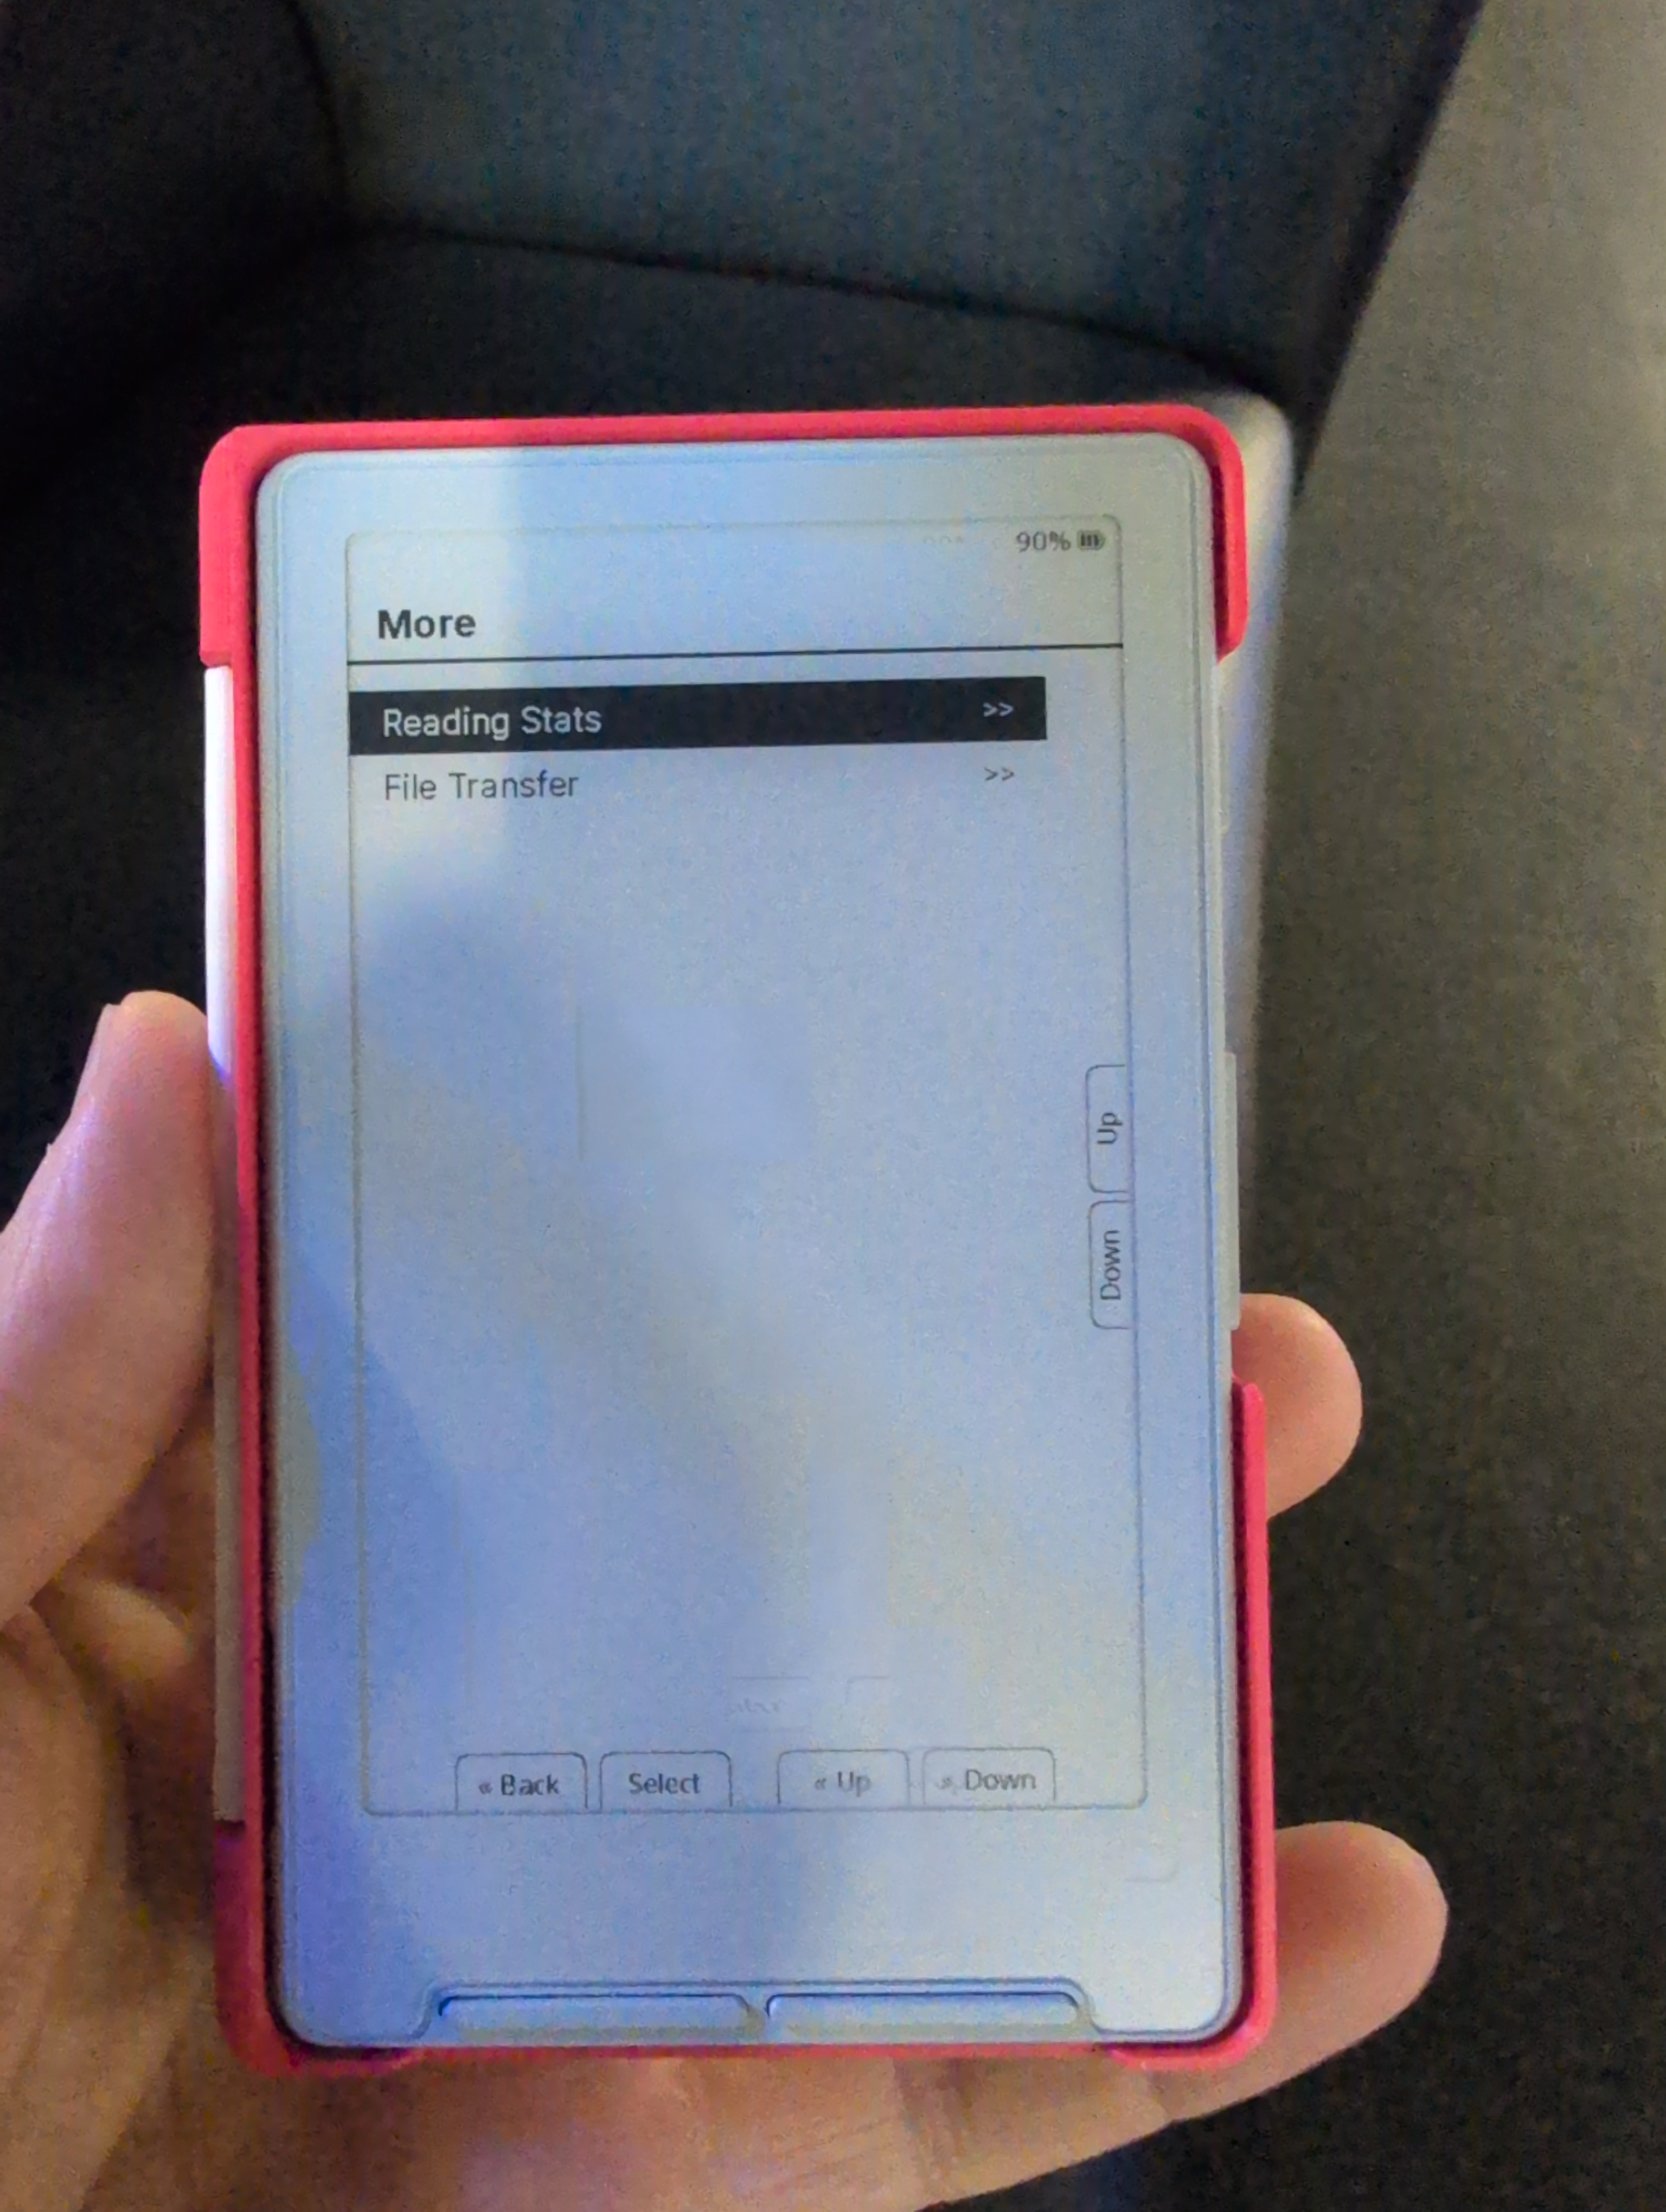 90%
More
Reading Stats >>
File Transfer >>
Up
Down
« Back Select « Up » Down